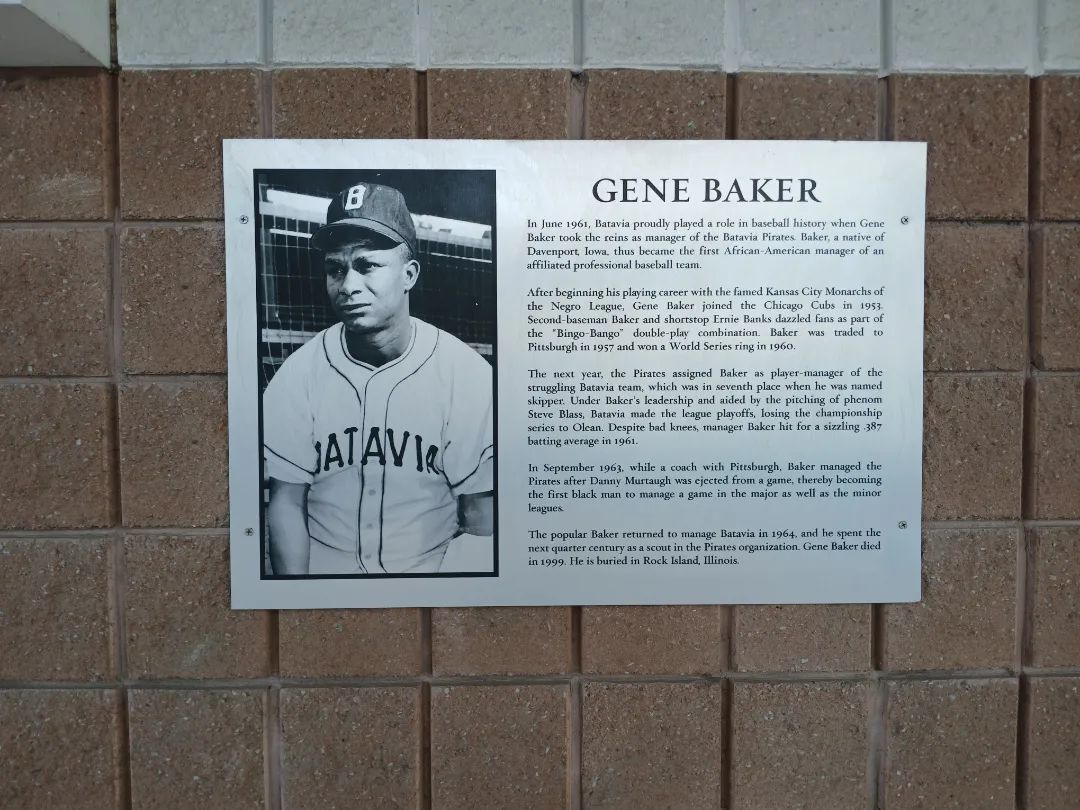 GENE BAKER
In June 1961, Batavia proudly played a role in baseball history when Gene
Baker took the reins as manager of the Batavia Pirates. Baker, a native of
Davenport, Iowa, thus became the first African-American manager of an
affiliated professional baseball team.
After beginning his playing career with the famed Kansas City Monarchs of
the Negro League, Gene Baker joined the Chicago Cubs in 1953.
Second-baseman Baker and shortstop Ernie Banks dazzled fans as part of
the "Bingo-Bango" double-play combination. Baker was traded to
Pittsburgh in 1957 and won a World Series ring in 1960.
The next year, the Pirates assigned Baker as player-manager of the
struggling Batavia team, which was in seventh place when he was named
skipper. Under Baker's leadership and aided by the pitching of phenom
Steve Blass, Batavia made the league playoffs, losing the championship
series to Olean. Despite bad knees, manager Baker hit for a sizzling .387
batting average in 1961.
In September 1963, while a coach with Pittsburgh, Baker managed the
Pirates after Danny Murtaugh was ejected from a game, thereby becoming
the first black man to manage a game in the major as well as the minor
leagues.
The popular Baker returned to manage Batavia in 1964, and he spent the
next quarter century as a scout in the Pirates organization. Gene Baker died
in 1999. He is buried in Rock Island, Illinois.
B
BATAVIA